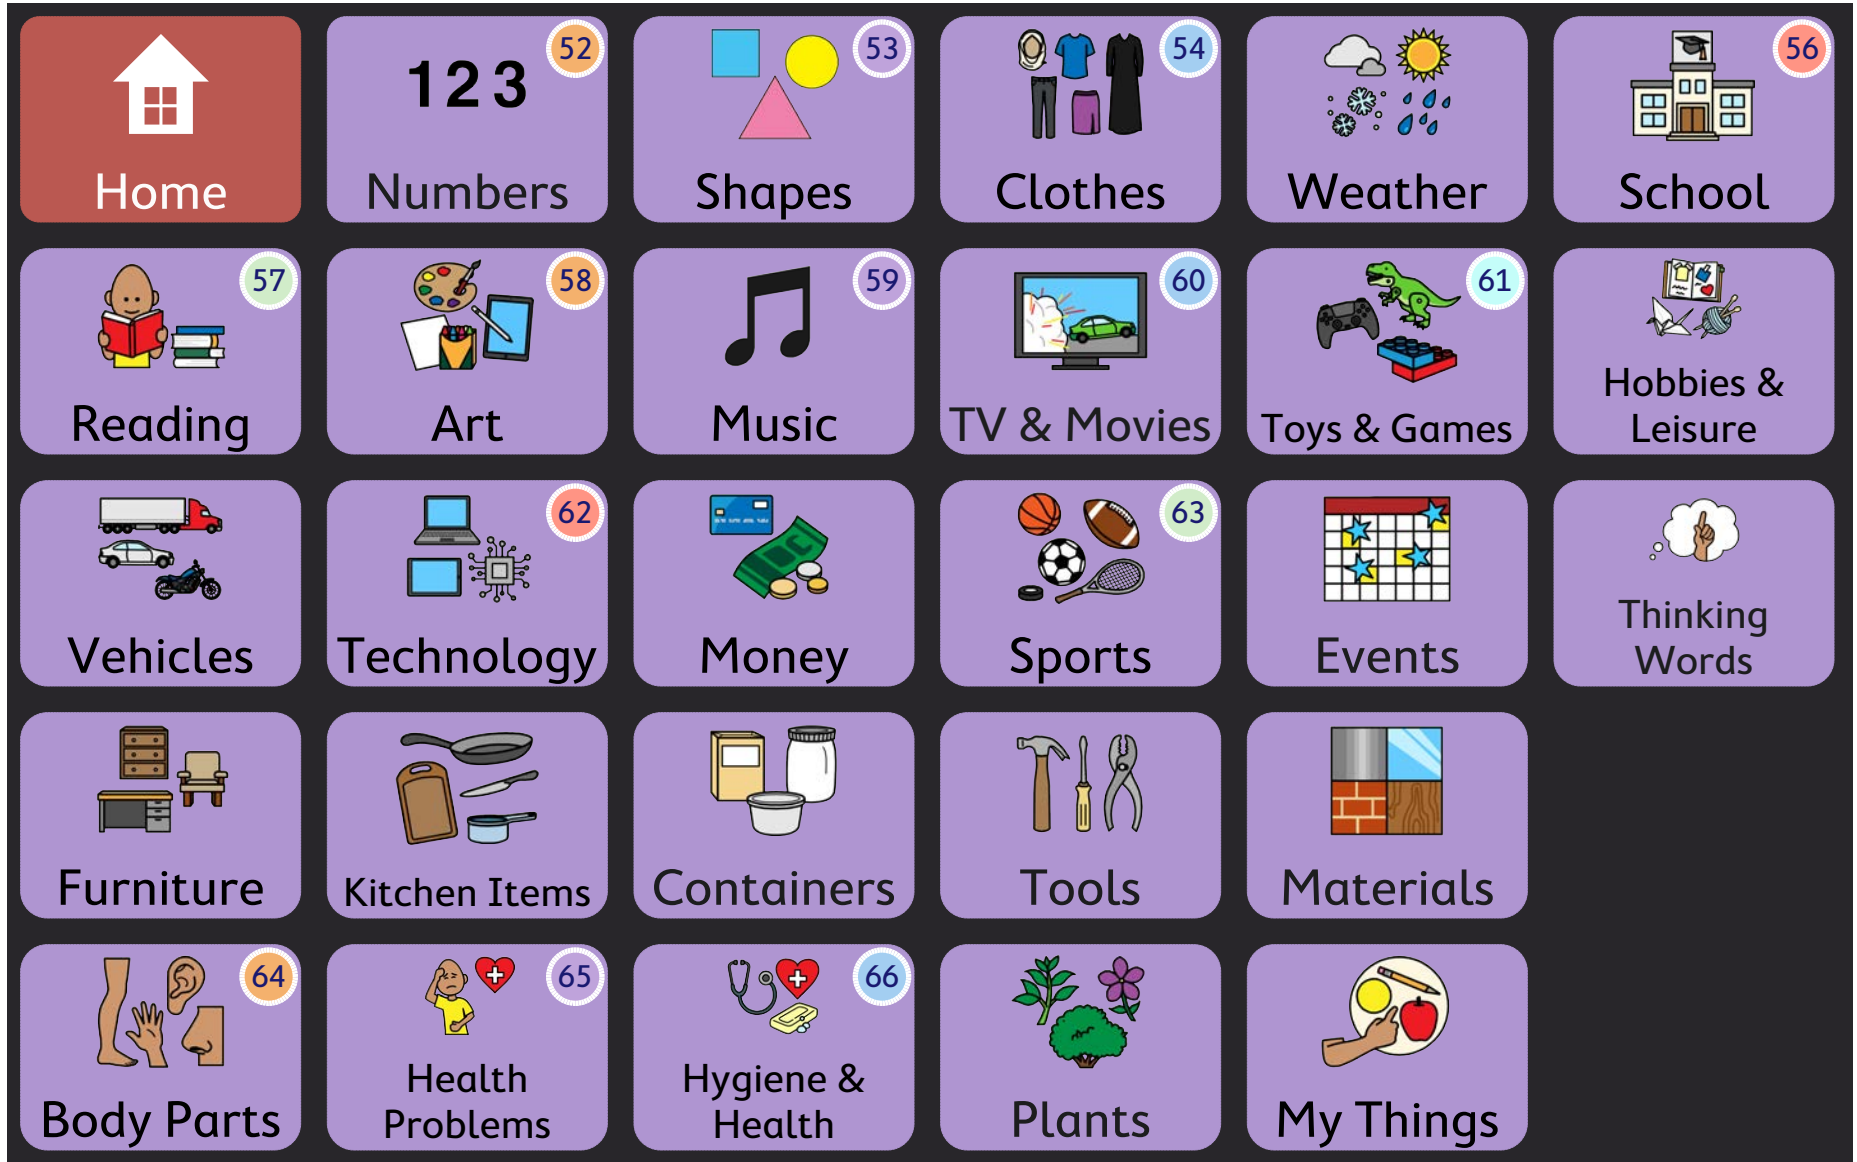 Home
123
52
Numbers
53
Shapes
54
Clothes
Weather
56
School
57
Reading
58
Art
59
Music
60
TV & Movies
61
Toys & Games
Hobbies &
Leisure
Vehicles
62
Technology
Money
63
Sports
Events
Thinking
Words
Furniture
Kitchen Items
Containers
Tools
Materials
64
Body Parts
65
Health
Problems
66
Hygiene &
Health
Plants
My Things